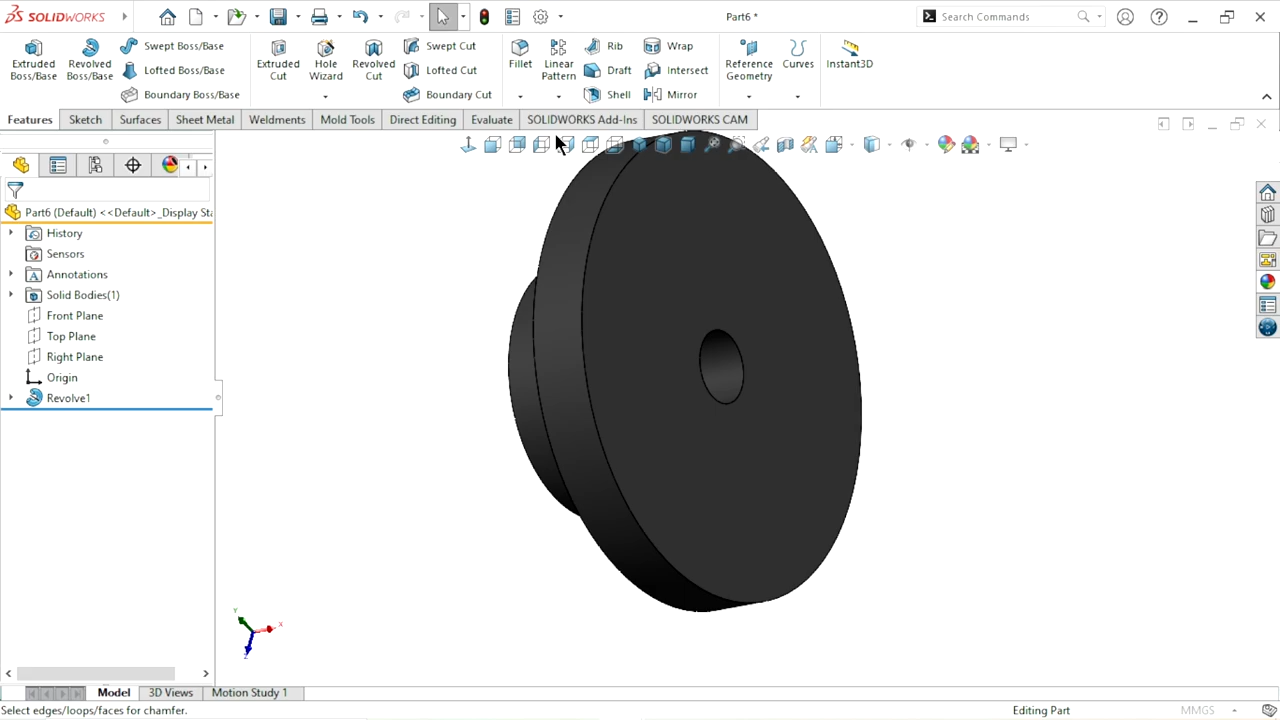 SOLIDWORKS
Part6 *
Search Commands
Extruded Boss/Base
Revolved Boss/Base
Swept Boss/Base
Lofted Boss/Base
Boundary Boss/Base
Extruded Cut
Hole Wizard
Revolved Cut
Swept Cut
Lofted Cut
Boundary Cut
Fillet
Linear Pattern
Rib
Draft
Shell
Wrap
Intersect
Mirror
Reference Geometry
Curves
Instant3D
Features
Sketch
Surfaces
Sheet Metal
Weldments
Mold Tools
Direct Editing
Evaluate
SOLIDWORKS Add-Ins
SOLIDWORKS CAM
Part6 (Default) <<Default>_Display Sta
History
Sensors
Annotations
Solid Bodies(1)
Front Plane
Top Plane
Right Plane
Origin
Revolve1
Y
X
Z
Model
3D Views
Motion Study 1
Select edges/loops/faces for chamfer.
Editing Part
MMGS